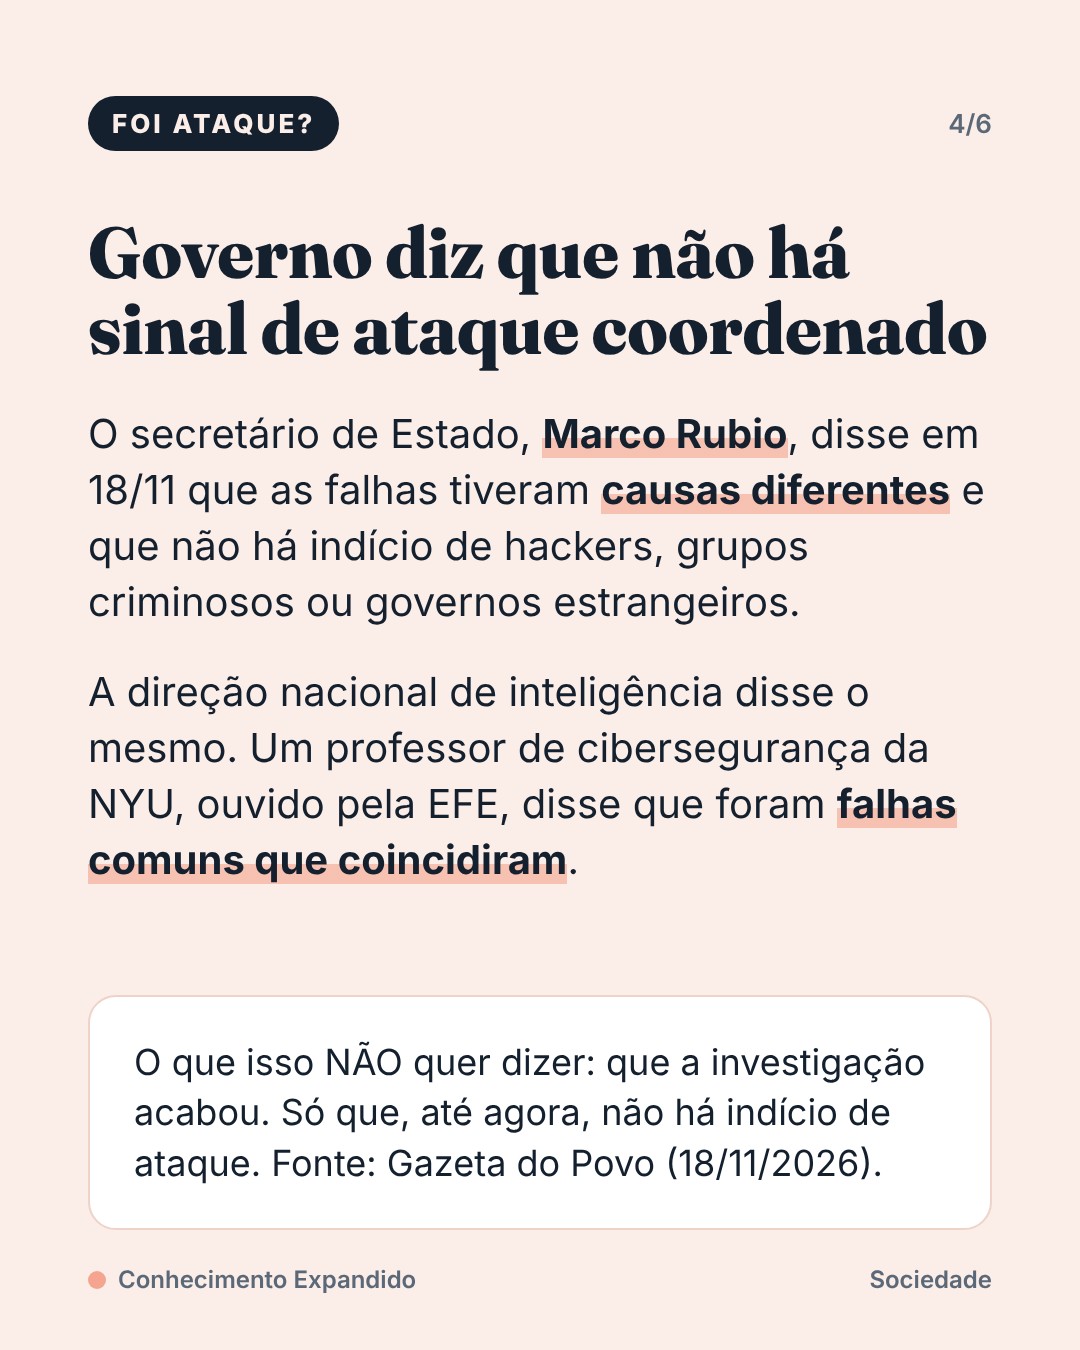 FOI ATAQUE?
4/6
Governo diz que não há
sinal de ataque coordenado
O secretário de Estado, Marco Rubio, disse em
18/11 que as falhas tiveram causas diferentes e
que não há indício de hackers, grupos
criminosos ou governos estrangeiros.
A direção nacional de inteligência disse o
mesmo. Um professor de cibersegurança da
NYU, ouvido pela EFE, disse que foram falhas
comuns que coincidiram.
O que isso NÃO quer dizer: que a investigação
acabou. Só que, até agora, não há indício de
ataque. Fonte: Gazeta do Povo (18/11/2026).
Conhecimento Expandido
Sociedade